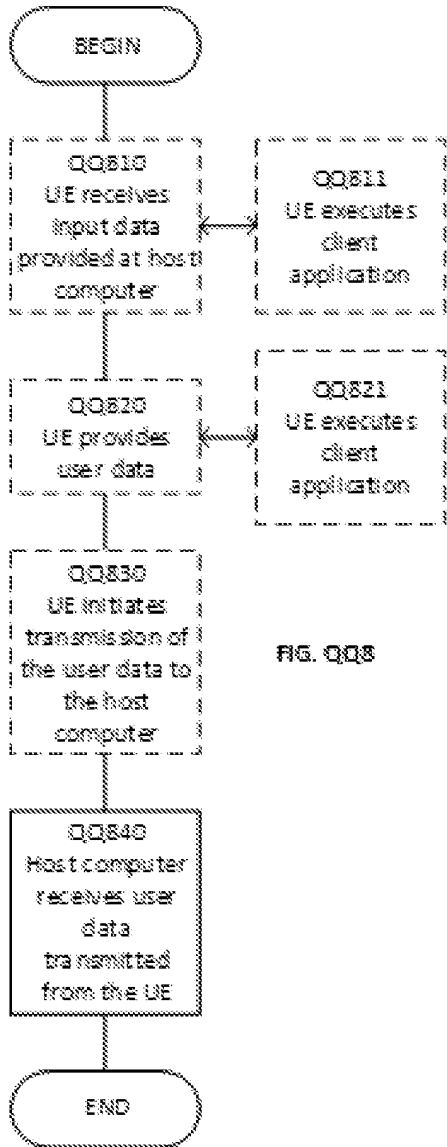 BEGIN
QQ810
UE receives
input data
provided at host
computer
QQ811
UE executes
client
application
QQ820
UE provides
user data
QQ821
UE executes
client
application
QQ830
UE initiates
transmission of
the user data to
the host
computer
FIG. QQ8
QQ840
Host computer
receives user
data
transmitted
from the UE
END